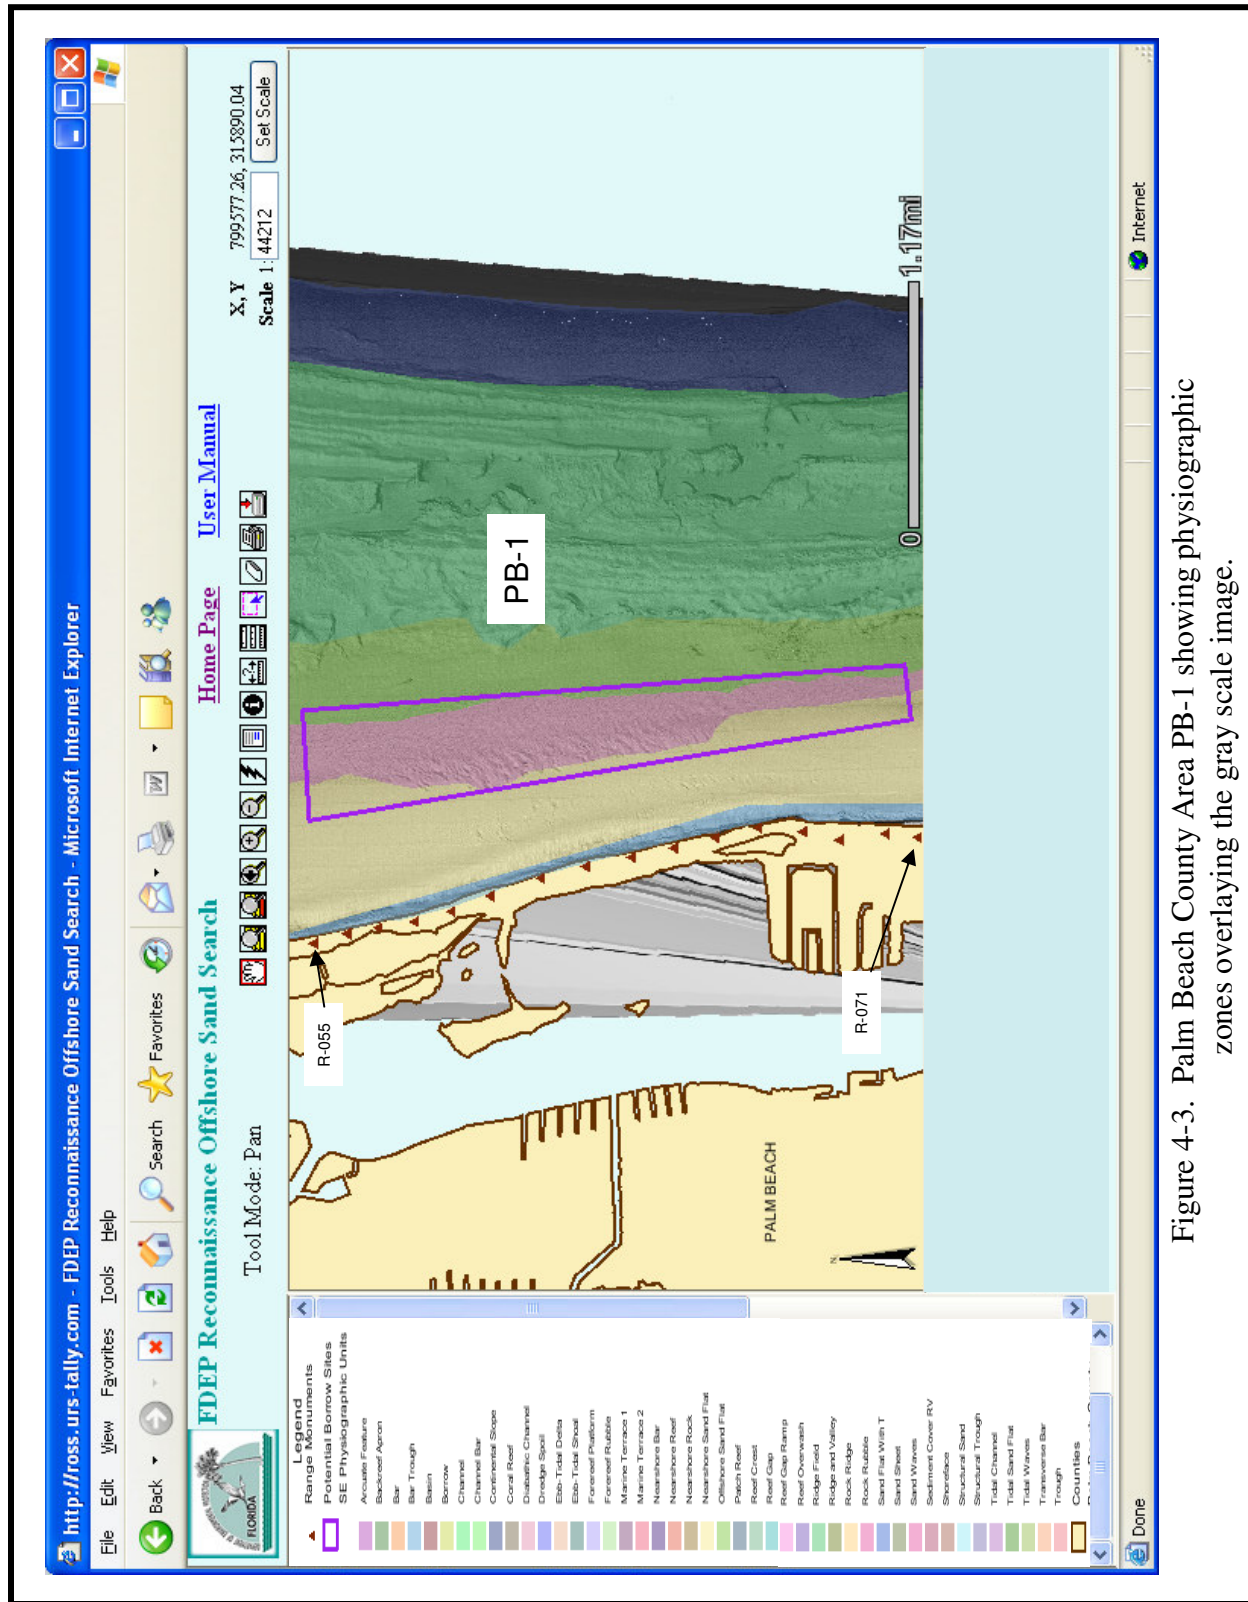 http://ross.urs-tally.com - FDEP Reconnaissance Offshore Sand Search - Microsoft Internet Explorer
File Edit View Favorites Tools Help
Back Search Favorites
FLORIDA
FDEP Reconnaissance Offshore Sand Search
Home Page
User Manual
Tool Mode: Pan
X, Y 799577.26, 315890.04
Scale 1: 44212 Set Scale
Legend
Range Monuments
Potential Borrow Sites
SE Physiographic Units
Arcuate Feature
Backreef Apron
Bar
Bar Trough
Basin
Borrow
Channel
Channel Bar
Continental Slope
Coral Reef
Diabathic Channel
Dredge Spoil
Ebb-Tidal Delta
Ebb-Tidal Shoal
Forereef Platform
Forereef Rubble
Marine Terrace 1
Marine Terrace 2
Nearshore Bar
Nearshore Reef
Nearshore Rock
Nearshore Sand Flat
Offshore Sand Flat
Patch Reef
Reef Crest
Reef Gap
Reef Gap Ramp
Reef Overwash
Ridge Field
Ridge and Valley
Rock Ridge
Rock Rubble
Sand Flat With T
Sand Sheet
Sand Waves
Sediment Cover RV
Shoreface
Structural Sand
Structural Trough
Tidal Channel
Tidal Sand Flat
Tidal Waves
Transverse Bar
Trough
Counties
PALM BEACH
N
R-055
R-071
PB-1
0 1.17mi
Done
Internet
Figure 4-3. Palm Beach County Area PB-1 showing physiographic
zones overlaying the gray scale image.